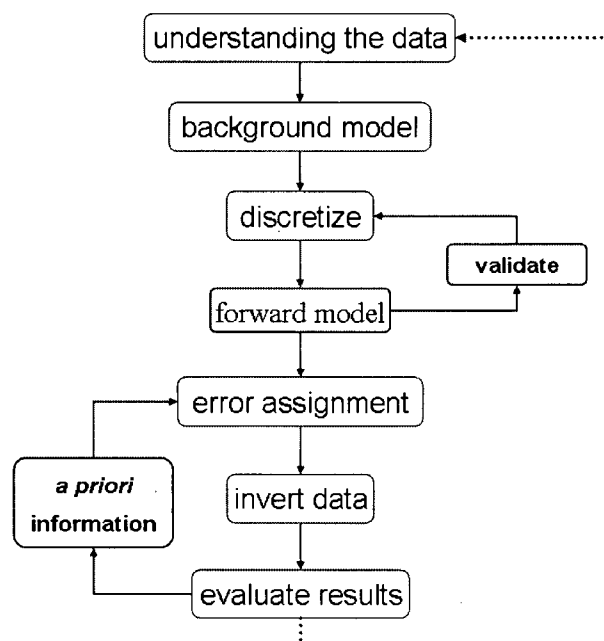 understanding the data
background model
discretize
validate
forward model
error assignment
a priori
information
invert data
evaluate results